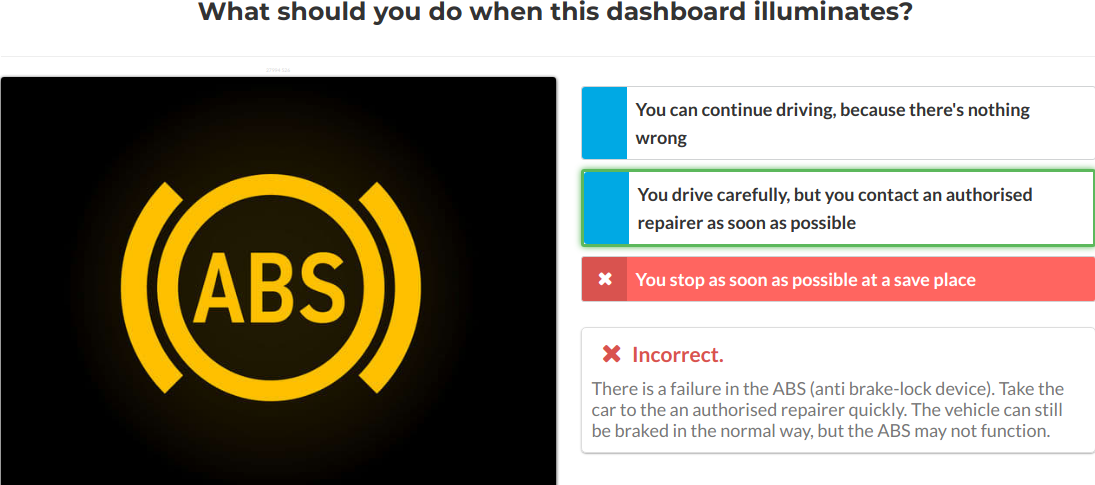 What should you do when this dashboard illuminates?
ABS
You can continue driving, because there's nothing
wrong
You drive carefully, but you contact an authorised
repairer as soon as possible
You stop as soon as possible at a save place
Incorrect.
There is a failure in the ABS (anti brake-lock device). Take the
car to the an authorised repairer quickly. The vehicle can still
be braked in the normal way, but the ABS may not function.